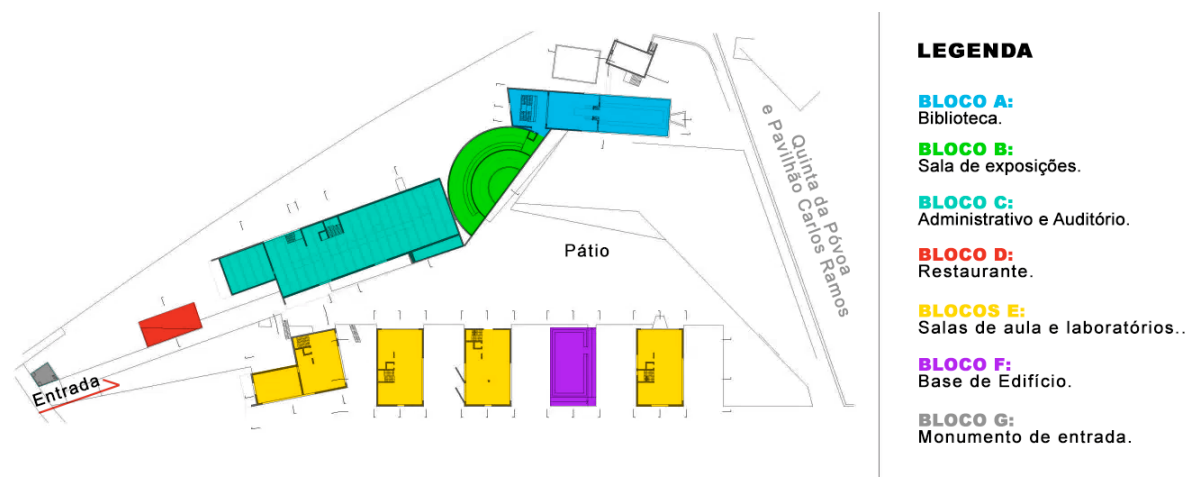 LEGENDA
BLOCO A:
Biblioteca.
BLOCO B:
Sala de exposições.
BLOCO C:
Administrativo e Auditório.
BLOCO D:
Restaurante.
BLOCOS E:
Salas de aula e laboratórios..
BLOCO F:
Base de Edifício.
BLOCO G:
Monumento de entrada.
Quinta da Póvoa
e Pavilhão Carlos Ramos
Pátio
Entrada